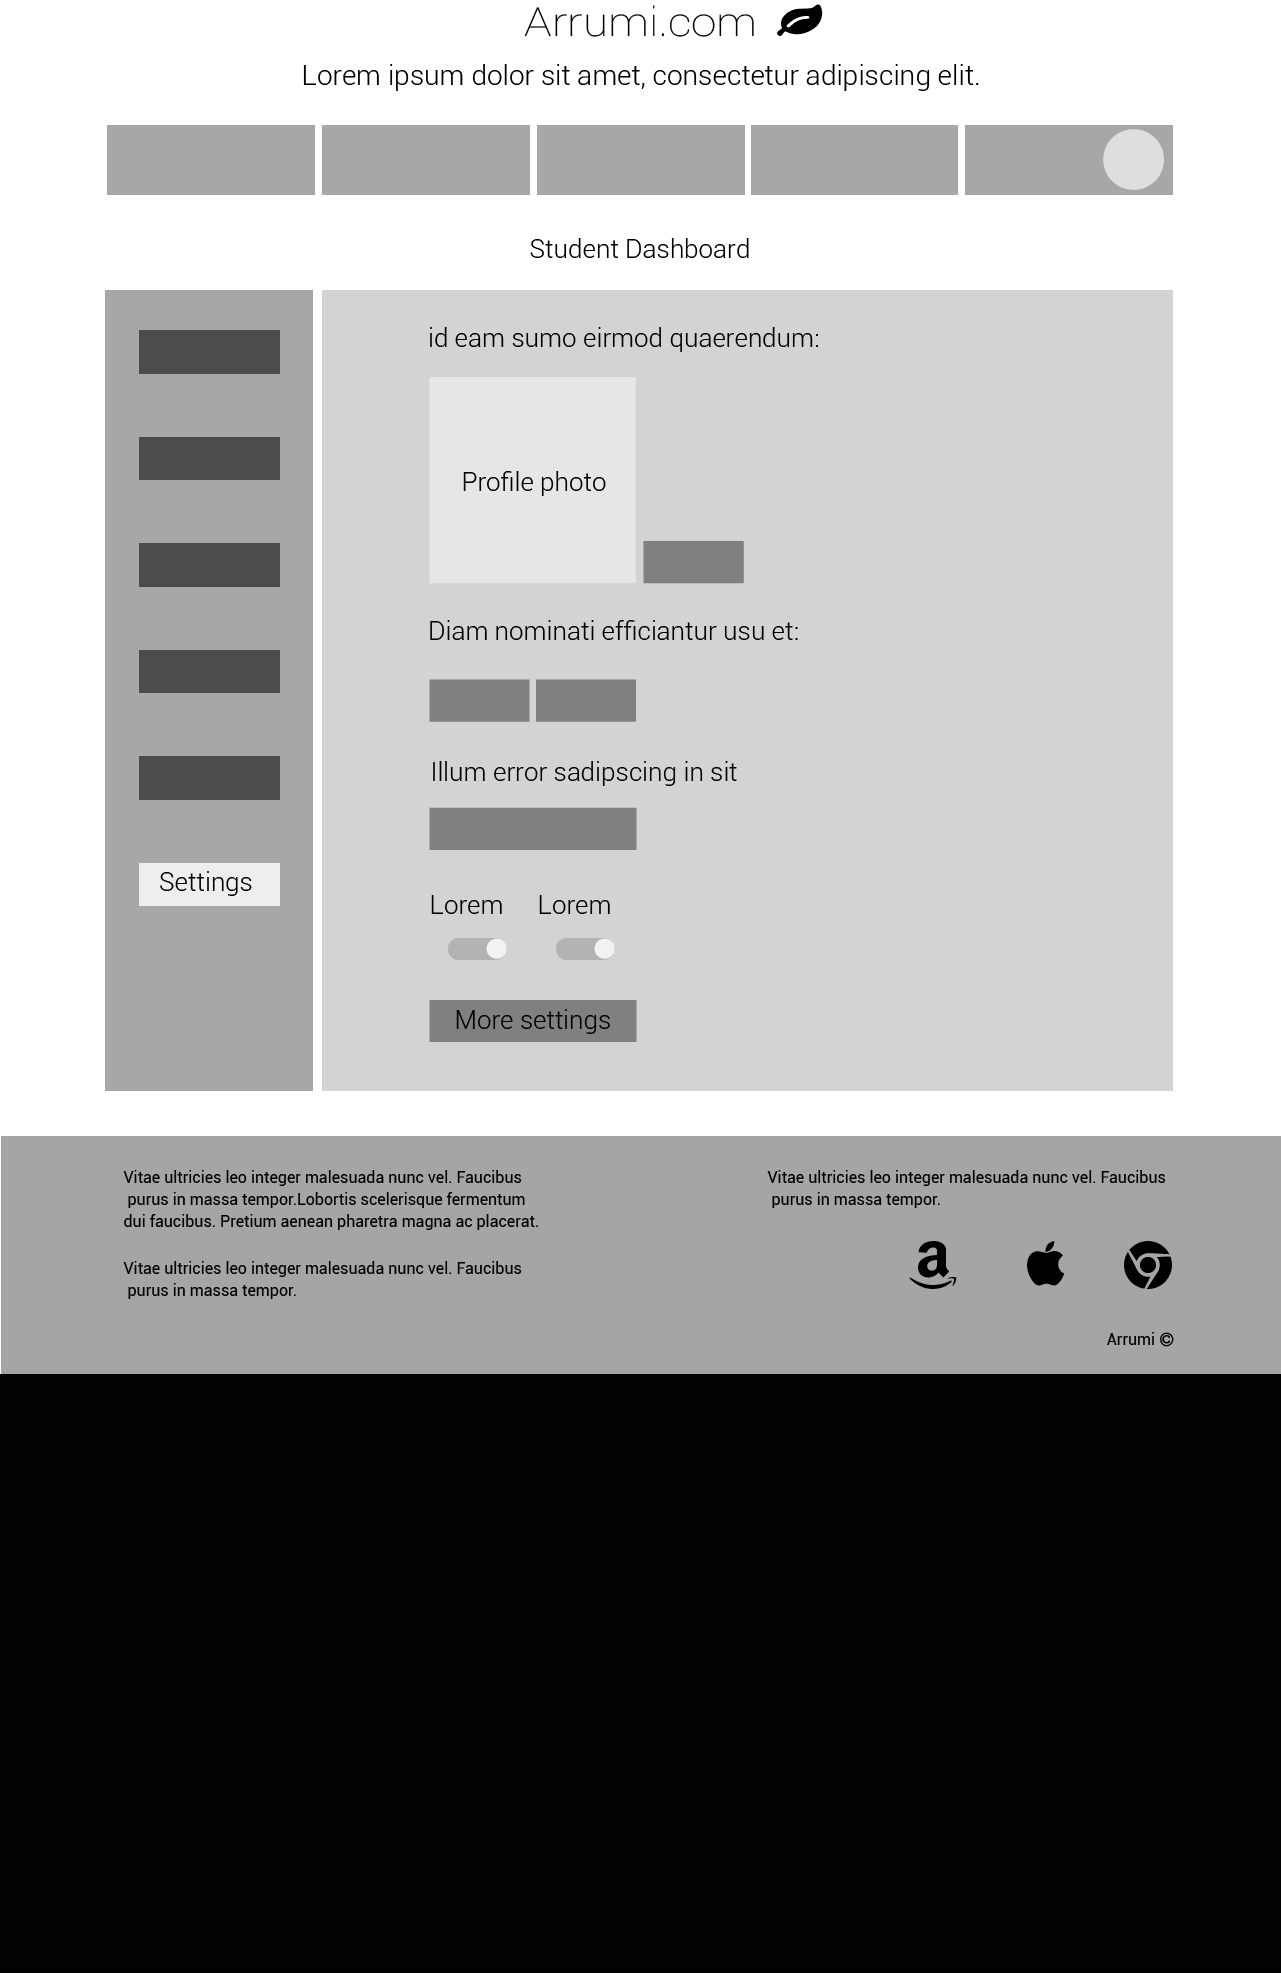 Arrumi.com
Lorem ipsum dolor sit amet, consectetur adipiscing elit.
Student Dashboard
id eam sumo eirmod quaerendum:
Profile photo
Diam nominati efficiantur usu et:
Illum error sadipscing in sit
Settings
Lorem Lorem
More settings
Vitae ultricies leo integer malesuada nunc vel. Faucibus
purus in massa tempor.Lobortis scelerisque fermentum
dui faucibus. Pretium aenean pharetra magna ac placerat.
Vitae ultricies leo integer malesuada nunc vel. Faucibus
purus in massa tempor.
Vitae ultricies leo integer malesuada nunc vel. Faucibus
purus in massa tempor.
Arrumi ©